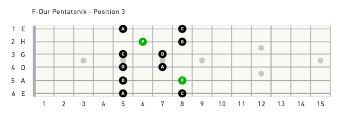 F-Dur Pentatonik - Position 3
1 E A C
2 H F G
3 G C D
4 D G A
5 A D F
6 E A C
1 2 3 4 5 6 7 8 9 10 11 12 13 14 15